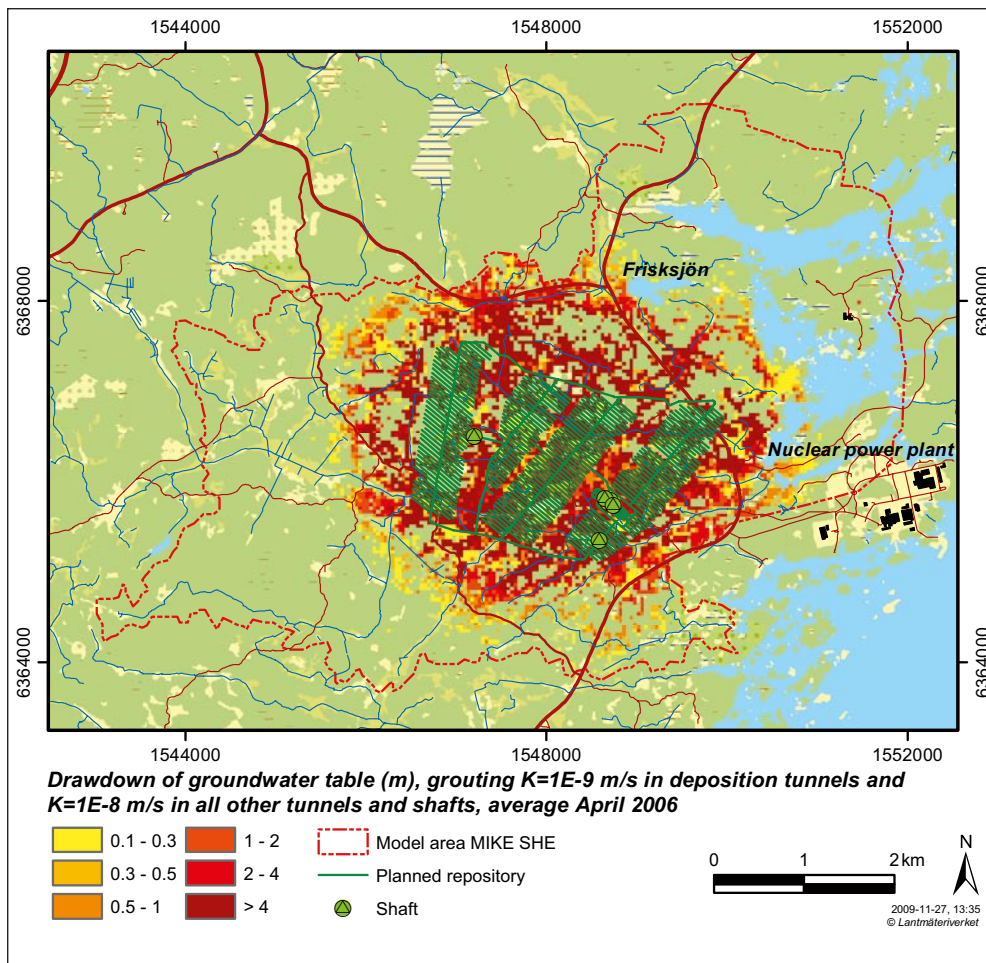 1544000 1548000 1552000
6368000 6368000
Frisksjön
Nuclear power plant
6364000 6364000
1544000 1548000 1552000
Drawdown of groundwater table (m), grouting K=1E-9 m/s in deposition tunnels and
K=1E-8 m/s in all other tunnels and shafts, average April 2006
0.1 - 0.3 1 - 2 Model area MIKE SHE
0.3 - 0.5 2 - 4 Planned repository
0.5 - 1 > 4 Shaft
0 1 2 km
N
2009-11-27, 13:35
© Lantmäteriverket